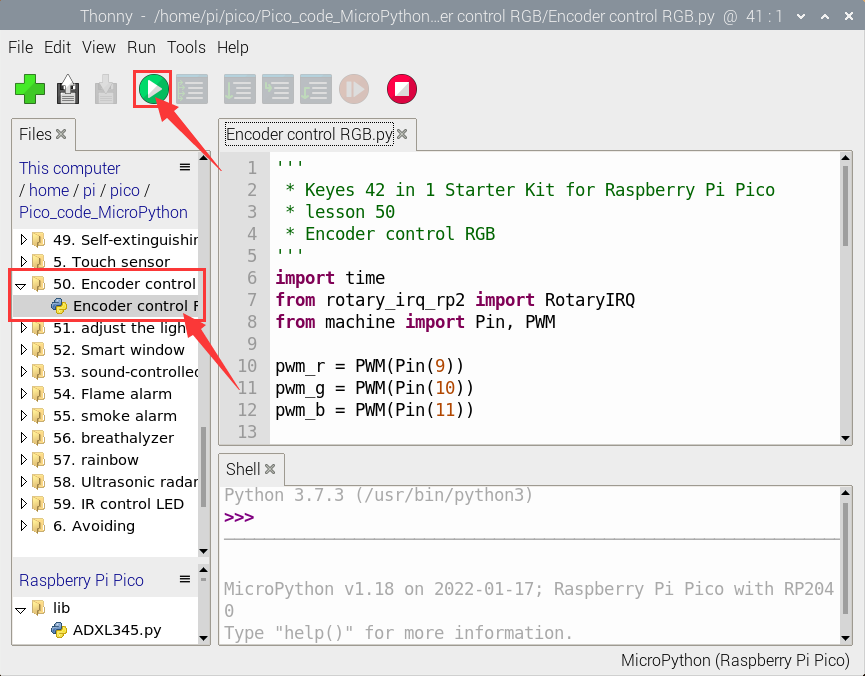 Thonny - /home/pi/pico/Pico_code_MicroPython...er control RGB/Encoder control RGB.py @ 41 : 1
File Edit View Run Tools Help
Files
This computer
/ home / pi / pico /
Pico_code_MicroPython
49. Self-extinguishin
5. Touch sensor
50. Encoder control
Encoder control R
51. adjust the ligh
52. Smart window
53. sound-controlled
54. Flame alarm
55. smoke alarm
56. breathalyzer
57. rainbow
58. Ultrasonic radar
59. IR control LED
6. Avoiding
Raspberry Pi Pico
lib
ADXL345.py
Encoder control RGB.py
1 '''
2 * Keyes 42 in 1 Starter Kit for Raspberry Pi Pico
3 * lesson 50
4 * Encoder control RGB
5 '''
6 import time
7 from rotary_irq_rp2 import RotaryIRQ
8 from machine import Pin, PWM
9
10 pwm_r = PWM(Pin(9))
11 pwm_g = PWM(Pin(10))
12 pwm_b = PWM(Pin(11))
13
Shell
Python 3.7.3 (/usr/bin/python3)
>>>
MicroPython v1.18 on 2022-01-17; Raspberry Pi Pico with RP204
0
Type "help()" for more information.
MicroPython (Raspberry Pi Pico)